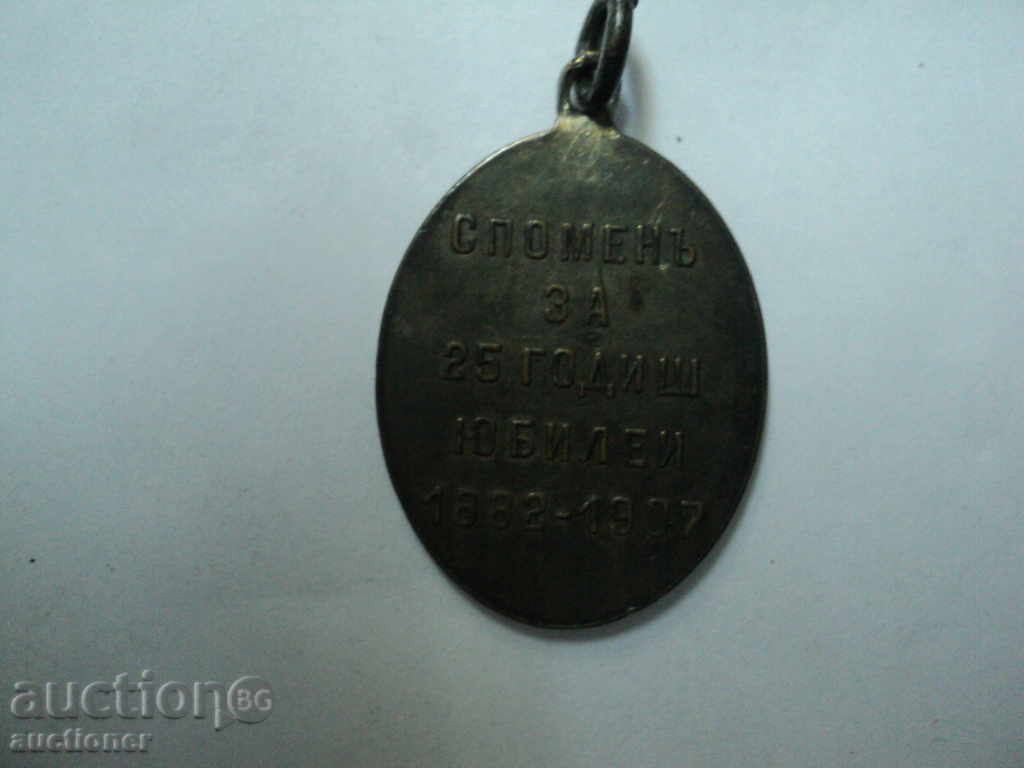 СПОМЕНЪ
ЗА
25 ГОДИШ
ЮБИЛЕИ
1882-1907
auction BG
auctioner